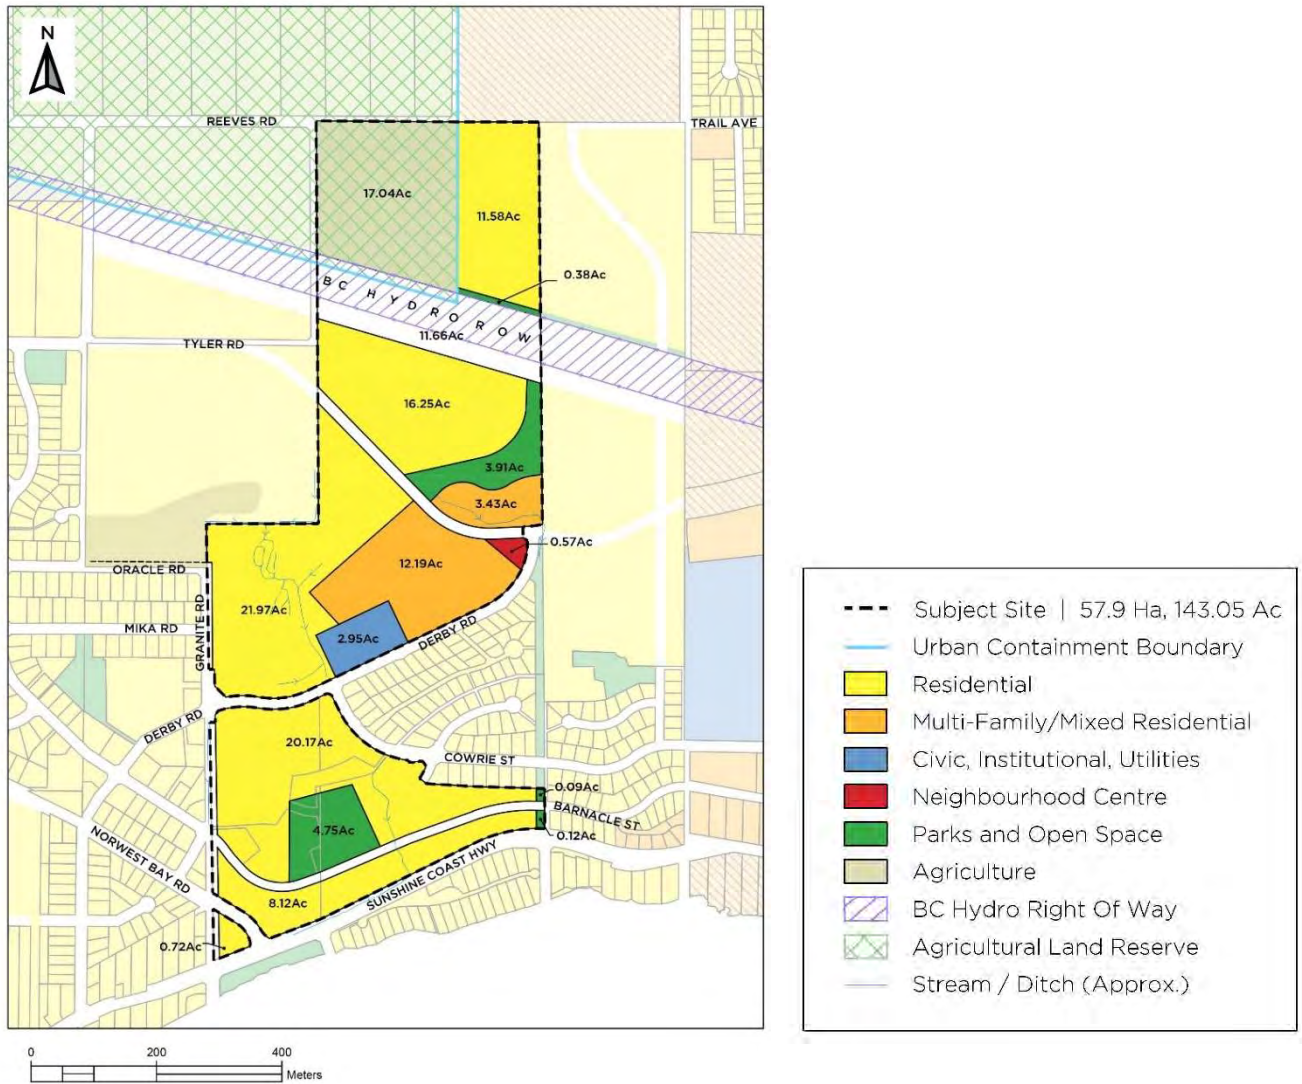 N
REEVES RD
TRAIL AVE
17.04Ac
11.58Ac
0.38Ac
BC HYDRO ROW
11.66Ac
TYLER RD
16.25Ac
3.91Ac
3.43Ac
0.57Ac
12.19Ac
ORACLE RD
21.97Ac
MIKA RD
GRANITE RD
2.95Ac
DERBY RD
DERBY RD
20.17Ac
COWRIE ST
0.09Ac
BARNACLE ST
4.75Ac
0.12Ac
NORWEST BAY RD
SUNSHINE COAST HWY
8.12Ac
0.72Ac
0 200 400
Meters
Subject Site | 57.9 Ha, 143.05 Ac
Urban Containment Boundary
Residential
Multi-Family/Mixed Residential
Civic, Institutional, Utilities
Neighbourhood Centre
Parks and Open Space
Agriculture
BC Hydro Right Of Way
Agricultural Land Reserve
Stream / Ditch (Approx.)